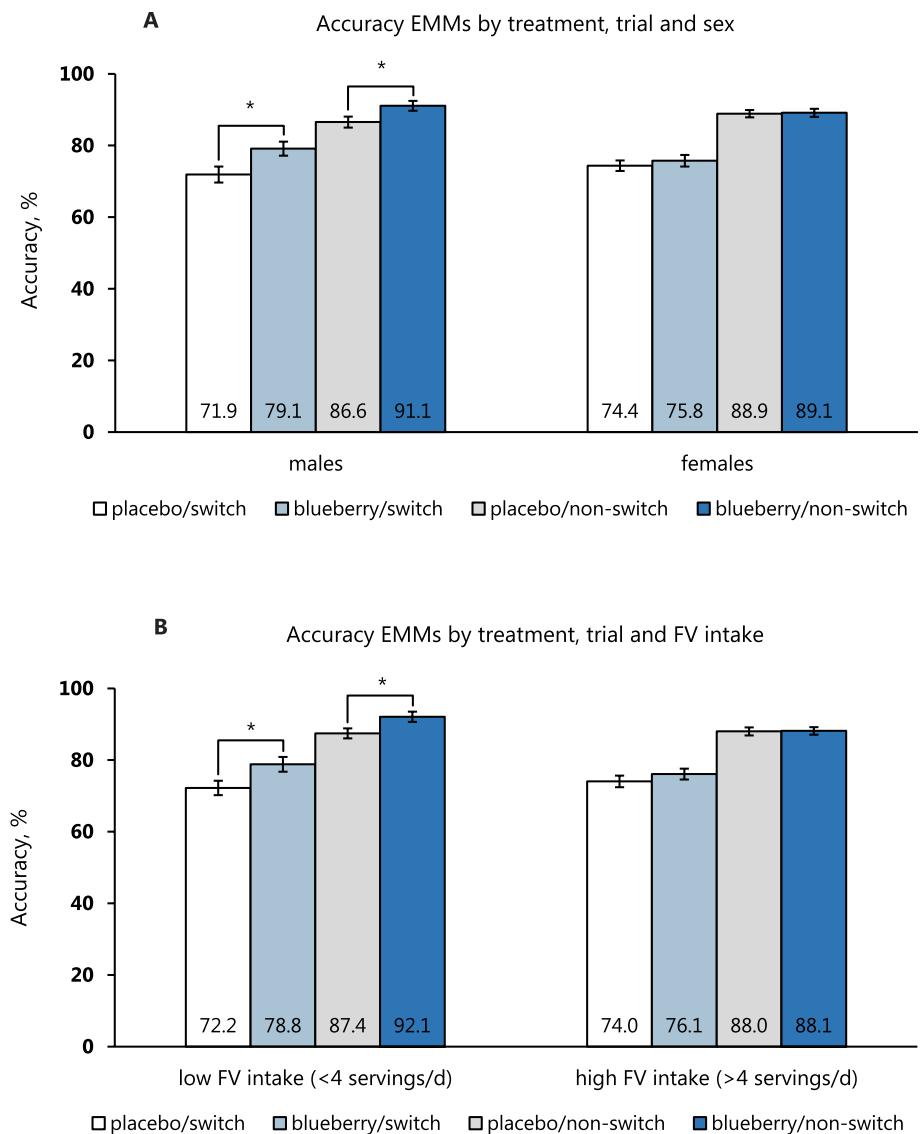 A Accuracy EMMs by treatment, trial and sex
100
80
60
40
20
0
Accuracy, %
*
*
71.9 79.1 86.6 91.1 74.4 75.8 88.9 89.1
males females
placebo/switch blueberry/switch placebo/non-switch blueberry/non-switch
B Accuracy EMMs by treatment, trial and FV intake
100
80
60
40
20
0
Accuracy, %
*
*
72.2 78.8 87.4 92.1 74.0 76.1 88.0 88.1
low FV intake (<4 servings/d) high FV intake (>4 servings/d)
placebo/switch blueberry/switch placebo/non-switch blueberry/non-switch